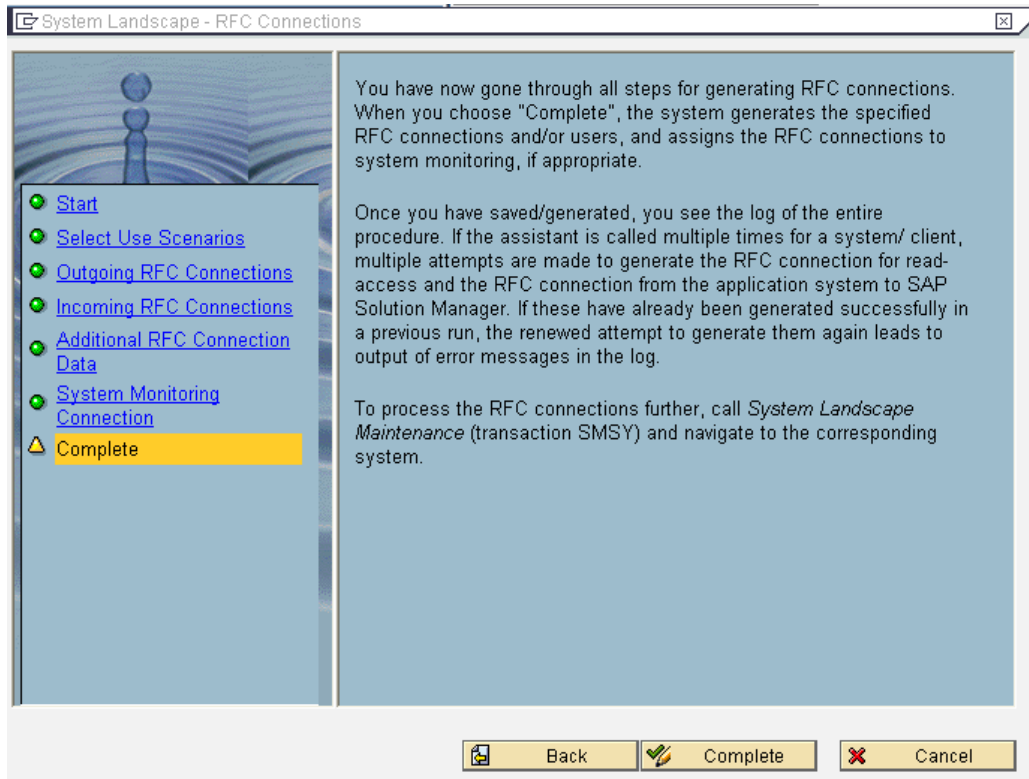 System Landscape - RFC Connections
Start
Select Use Scenarios
Outgoing RFC Connections
Incoming RFC Connections
Additional RFC Connection
Data
System Monitoring
Connection
Complete
You have now gone through all steps for generating RFC connections.
When you choose "Complete", the system generates the specified
RFC connections and/or users, and assigns the RFC connections to
system monitoring, if appropriate.
Once you have saved/generated, you see the log of the entire
procedure. If the assistant is called multiple times for a system/ client,
multiple attempts are made to generate the RFC connection for read-
access and the RFC connection from the application system to SAP
Solution Manager. If these have already been generated successfully in
a previous run, the renewed attempt to generate them again leads to
output of error messages in the log.
To process the RFC connections further, call System Landscape
Maintenance (transaction SMSY) and navigate to the corresponding
system.
Back
Complete
Cancel